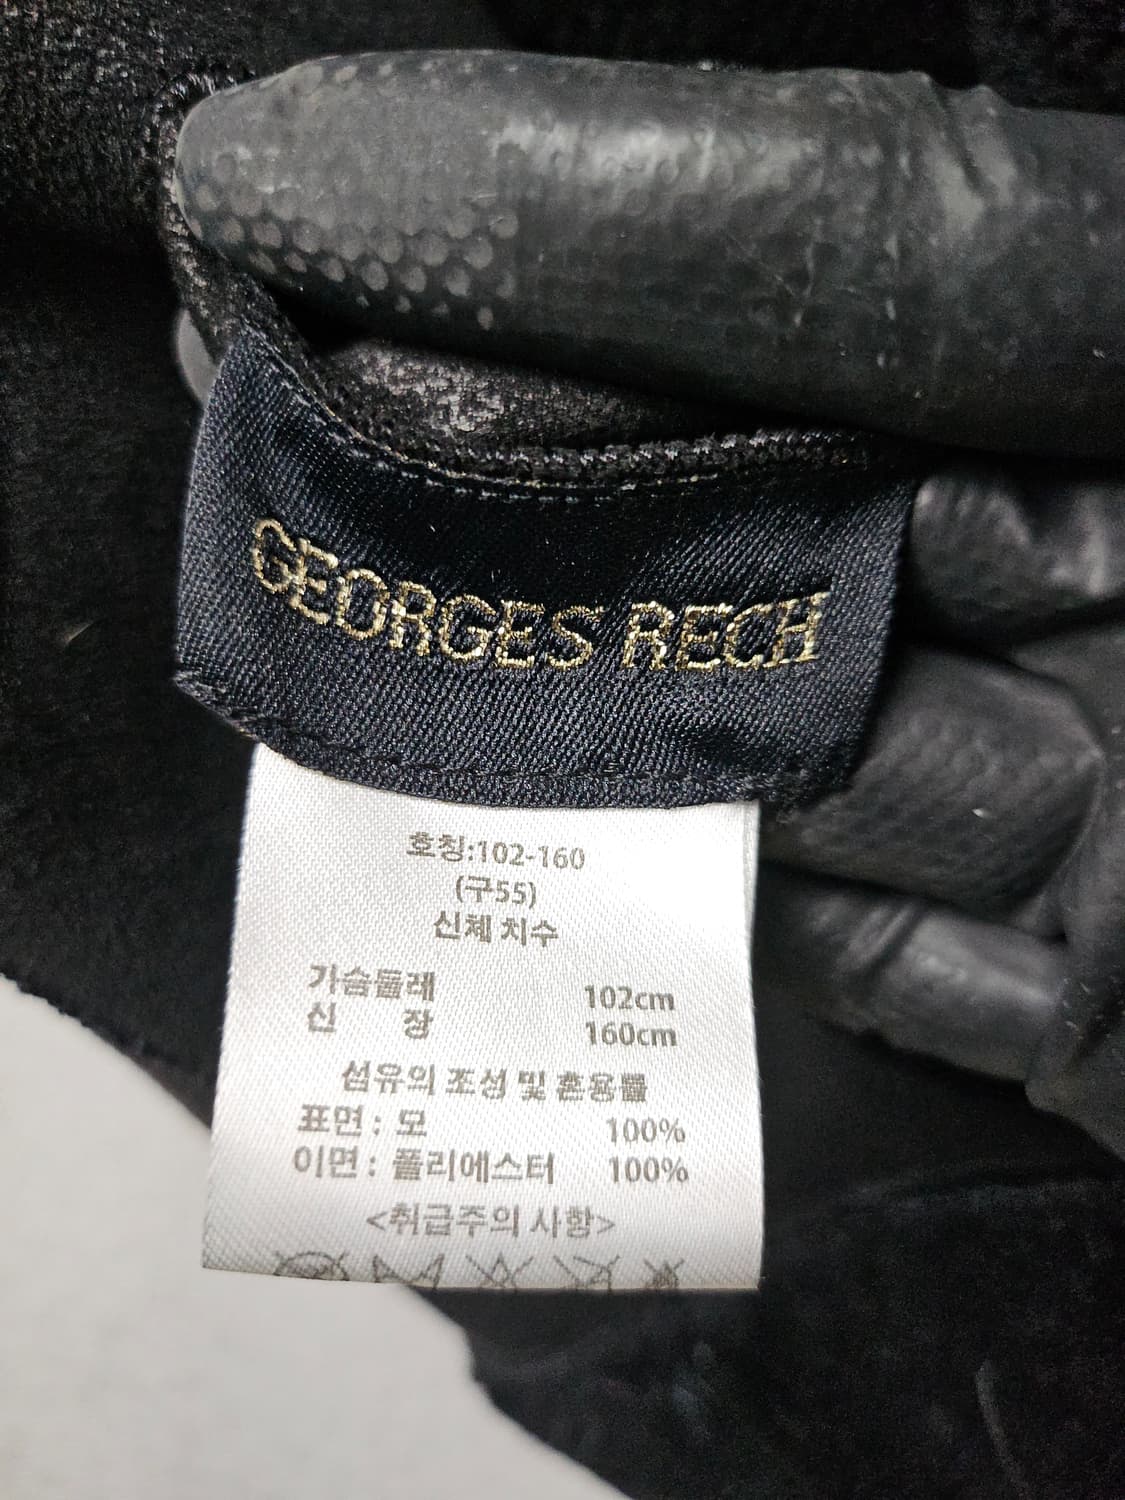 GEORGES RECH
호칭:102-160
(구55)
신체 치수
가슴둘레 102cm
신 장 160cm
섬유의 조성 및 혼용률
표면 : 모 100%
이면 : 폴리에스터 100%
<취급주의 사항>